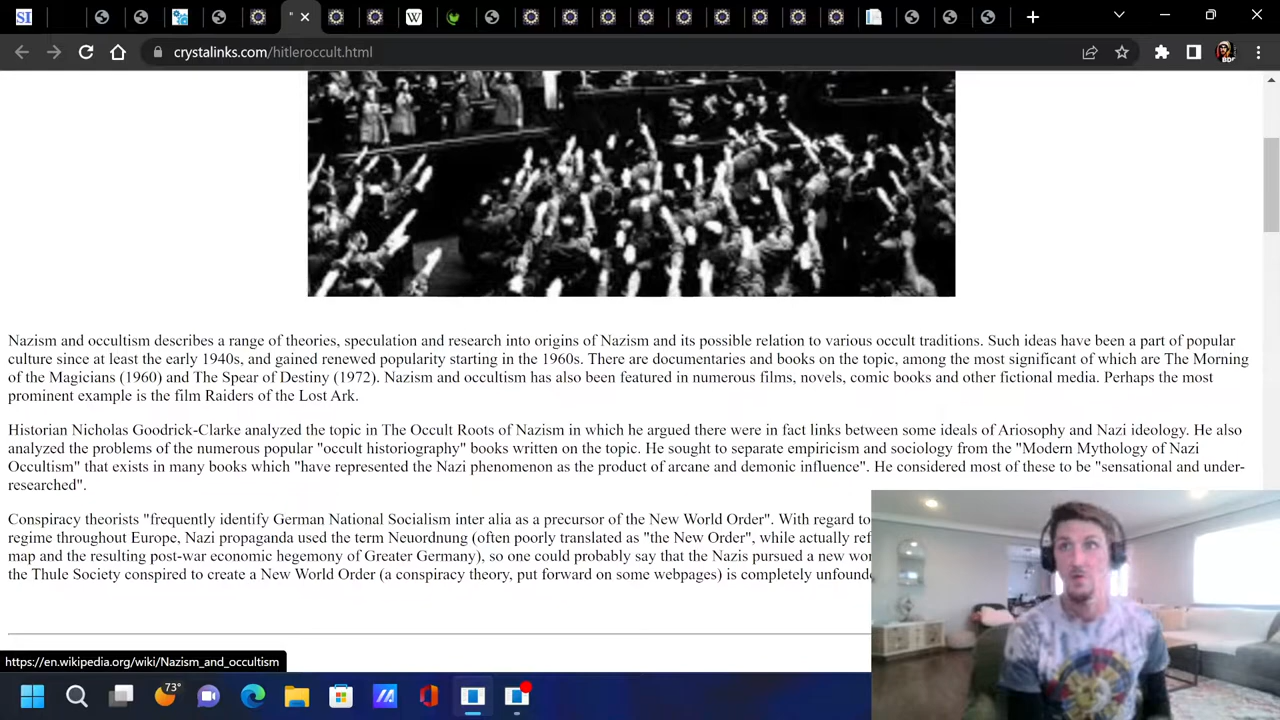 SI
"
W
crystalinks.com/hitleroccult.html
Nazism and occultism describes a range of theories, speculation and research into origins of Nazism and its possible relation to various occult traditions. Such ideas have been a part of popular
culture since at least the early 1940s, and gained renewed popularity starting in the 1960s. There are documentaries and books on the topic, among the most significant of which are The Morning
of the Magicians (1960) and The Spear of Destiny (1972). Nazism and occultism has also been featured in numerous films, novels, comic books and other fictional media. Perhaps the most
prominent example is the film Raiders of the Lost Ark.
Historian Nicholas Goodrick-Clarke analyzed the topic in The Occult Roots of Nazism in which he argued there were in fact links between some ideals of Ariosophy and Nazi ideology. He also
analyzed the problems of the numerous popular "occult historiography" books written on the topic. He sought to separate empiricism and sociology from the "Modern Mythology of Nazi
Occultism" that exists in many books which "have represented the Nazi phenomenon as the product of arcane and demonic influence". He considered most of these to be "sensational and under-
researched".
Conspiracy theorists "frequently identify German National Socialism inter alia as a precursor of the New World Order". With regard to
regime throughout Europe, Nazi propaganda used the term Neuordnung (often poorly translated as "the New Order", while actually ref
map and the resulting post-war economic hegemony of Greater Germany), so one could probably say that the Nazis pursued a new wor
the Thule Society conspired to create a New World Order (a conspiracy theory, put forward on some webpages) is completely unfound
https://en.wikipedia.org/wiki/Nazism_and_occultism
73°